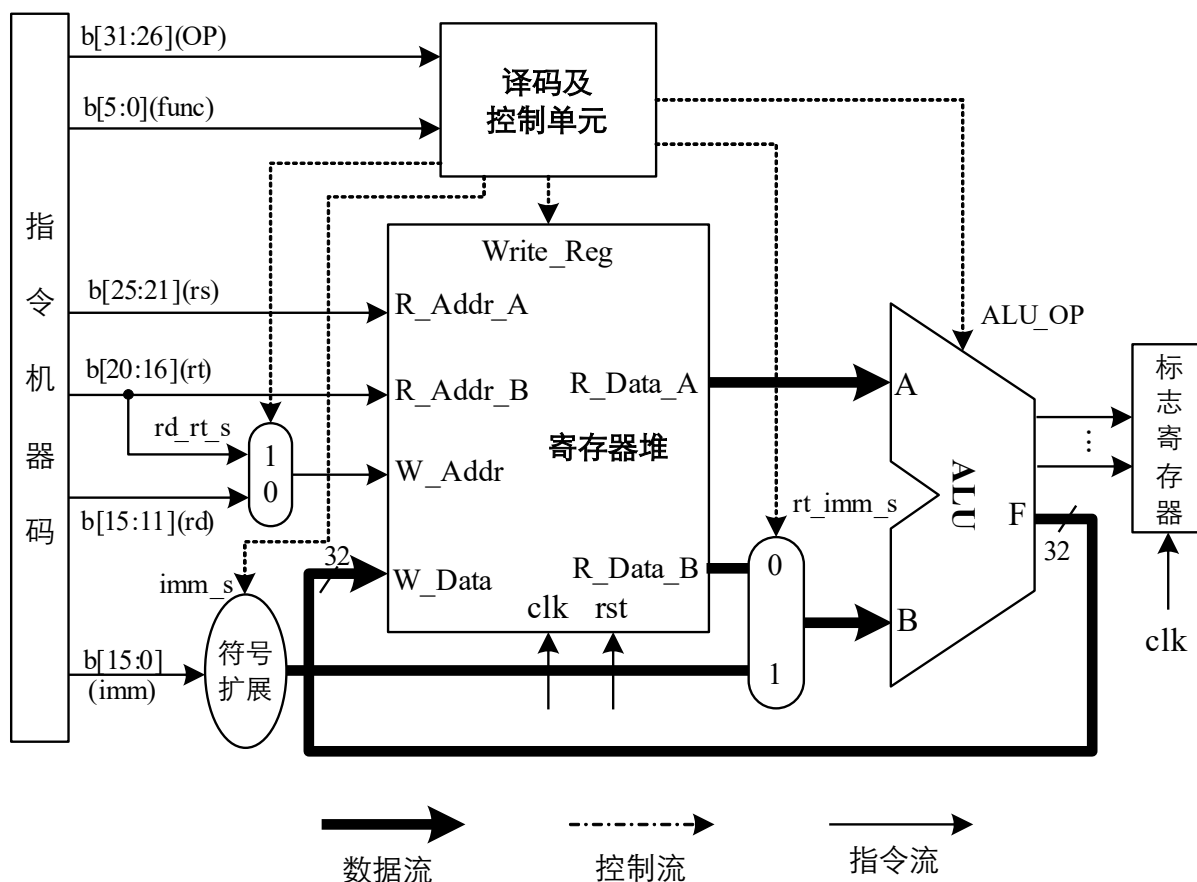 b[31:26](OP)
b[5:0](func)
译码及
控制单元
指
令
机
器
码
Write_Reg
b[25:21](rs)
R_Addr_A
ALU_OP
b[20:16](rt)
R_Addr_B
R_Data_A
A
标
志
寄
存
器
rd_rt_s
1
0
W_Addr
寄存器堆
ALU
b[15:11](rd)
rt_imm_s
F
32
32
imm_s
W_Data
R_Data_B
0
1
clk
rst
B
clk
b[15:0]
(imm)
符号
扩展
...
数据流
控制流
指令流